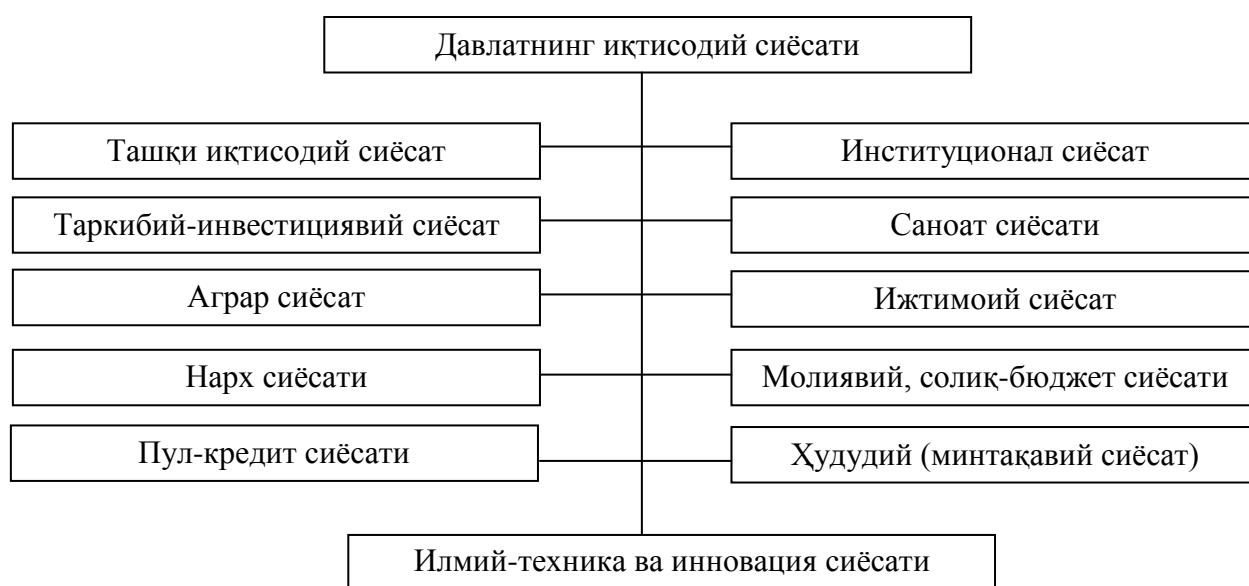 Давлатнинг иқтисодий сиёсати
Ташқи иқтисодий сиёсат
Институционал сиёсат
Таркибий-инвестициявий сиёсат
Саноат сиёсати
Аграр сиёсат
Ижтимоий сиёсат
Нарх сиёсати
Молиявий, солиқ-бюджет сиёсати
Пул-кредит сиёсати
Ҳудудий (минтақавий сиёсат)
Илмий-техника ва инновация сиёсати